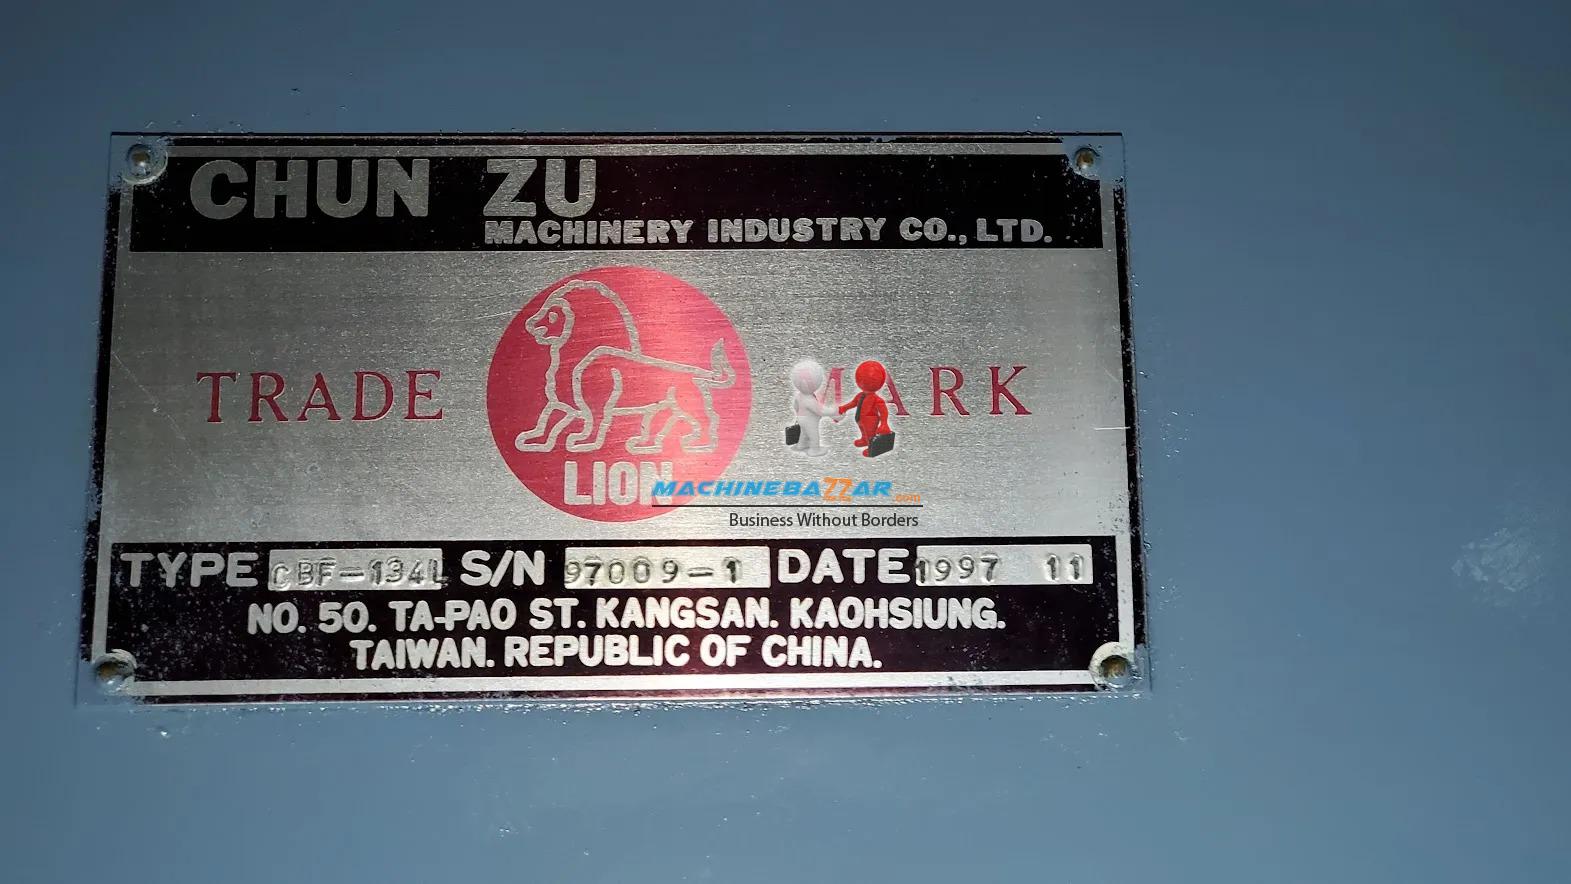 CHUN ZU
MACHINERY INDUSTRY CO., LTD.
TRADE MARK
LION
MACHINEBAZZAR.com
Business Without Borders
TYPE CBF-134L S/N 97009-1 DATE 1997 11
NO. 50. TA-PAO ST. KANGSAN. KAOHSIUNG.
TAIWAN. REPUBLIC OF CHINA.